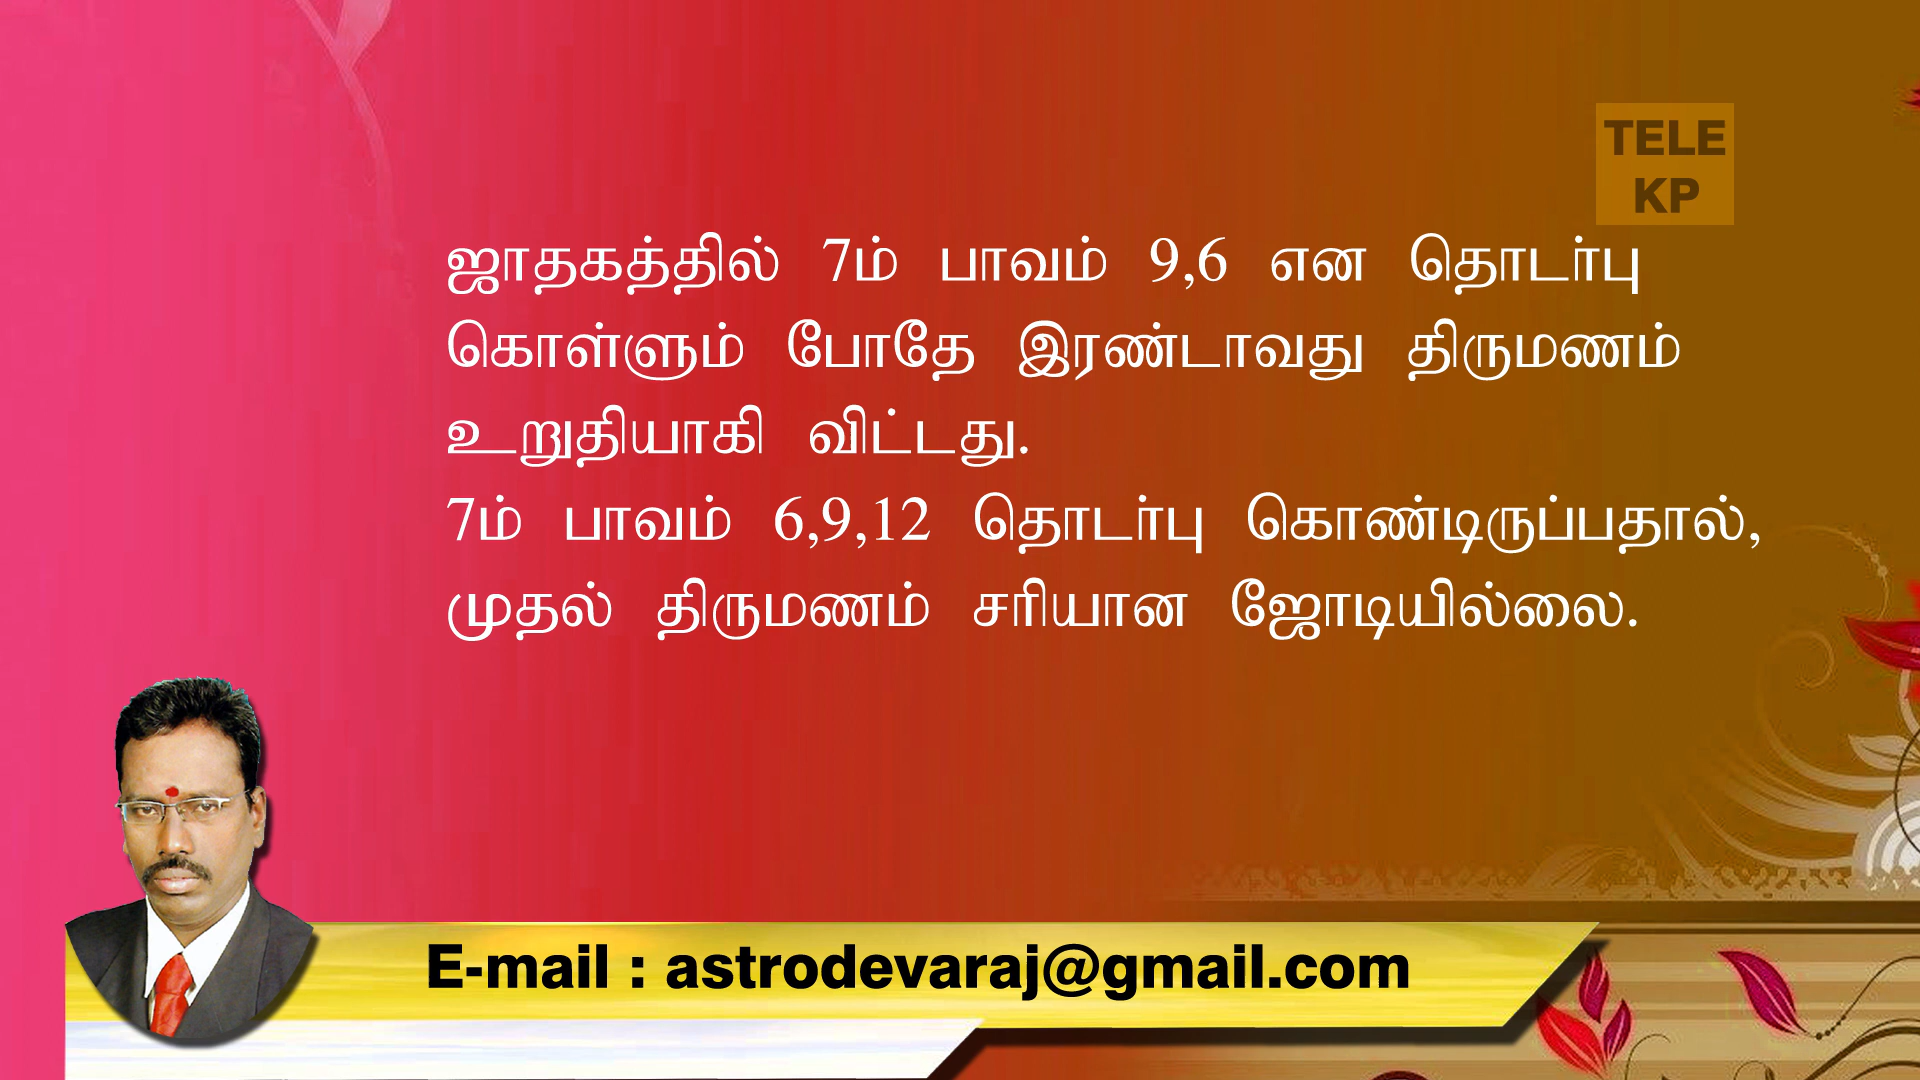 TELE
KP
ஜாதகத்தில் 7ம் பாவம் 9,6 என தொடர்பு
கொள்ளும் போதே இரண்டாவது திருமணம்
உறுதியாகி விட்டது.
7ம் பாவம் 6,9,12 தொடர்பு கொண்டிருப்பதால்,
முதல் திருமணம் சரியான ஜோடியில்லை.
E-mail : astrodevaraj@gmail.com